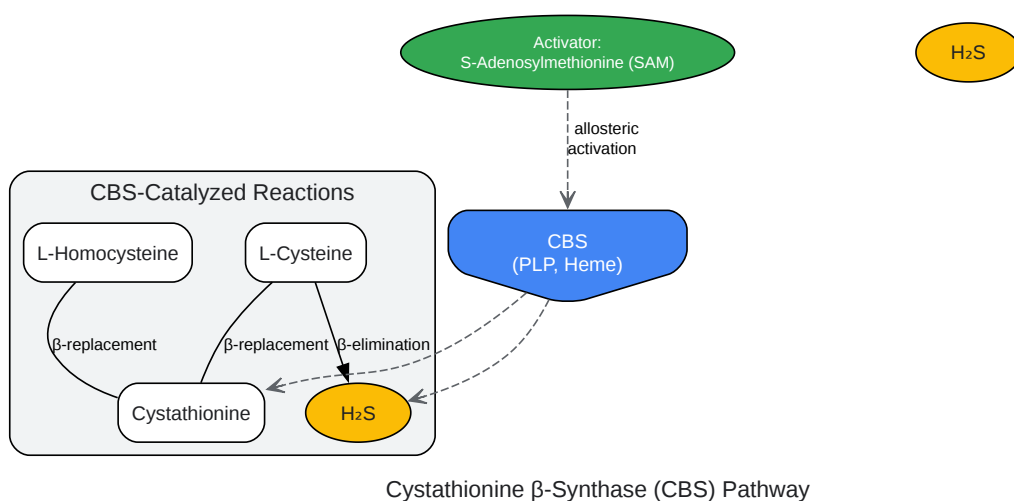 Activator:
S-Adenosylmethionine (SAM)
H₂S
allosteric
activation
CBS-Catalyzed Reactions
L-Homocysteine
L-Cysteine
CBS
(PLP, Heme)
β-replacement
β-replacement
β-elimination
Cystathionine
H₂S
Cystathionine β-Synthase (CBS) Pathway